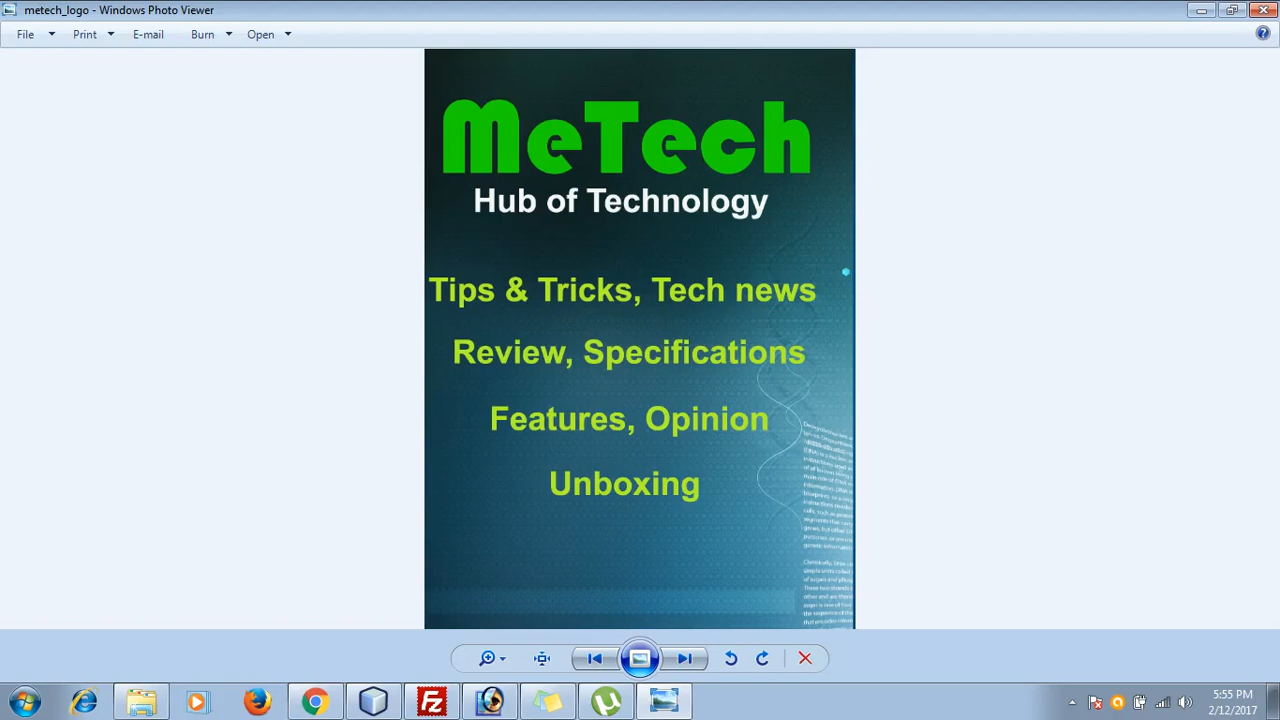 metech_logo - Windows Photo Viewer
File Print E-mail Burn Open
MeTech
Hub of Technology
Tips & Tricks, Tech news
Review, Specifications
Features, Opinion
Unboxing
5:55 PM
2/12/2017